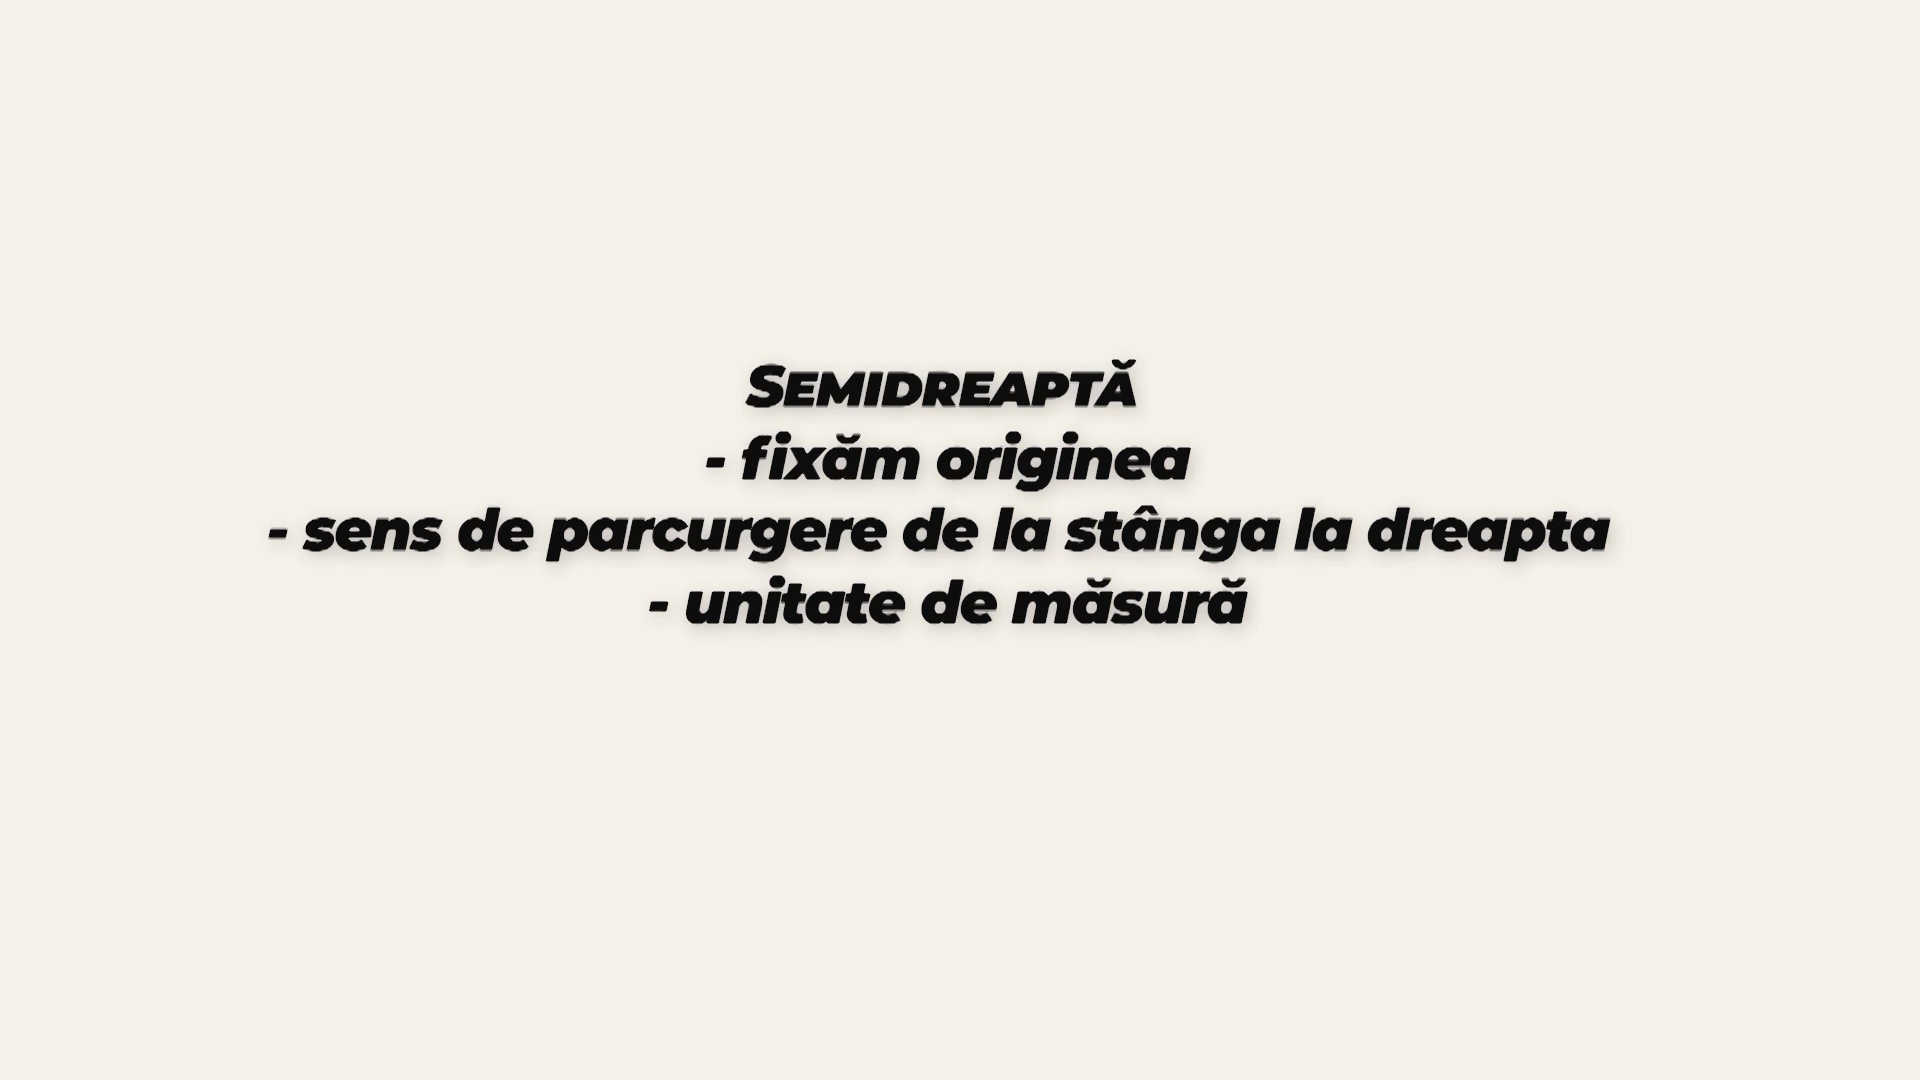 SEMIDREAPTĂ
- fixăm originea
- sens de parcurgere de la stânga la dreapta
- unitate de măsură